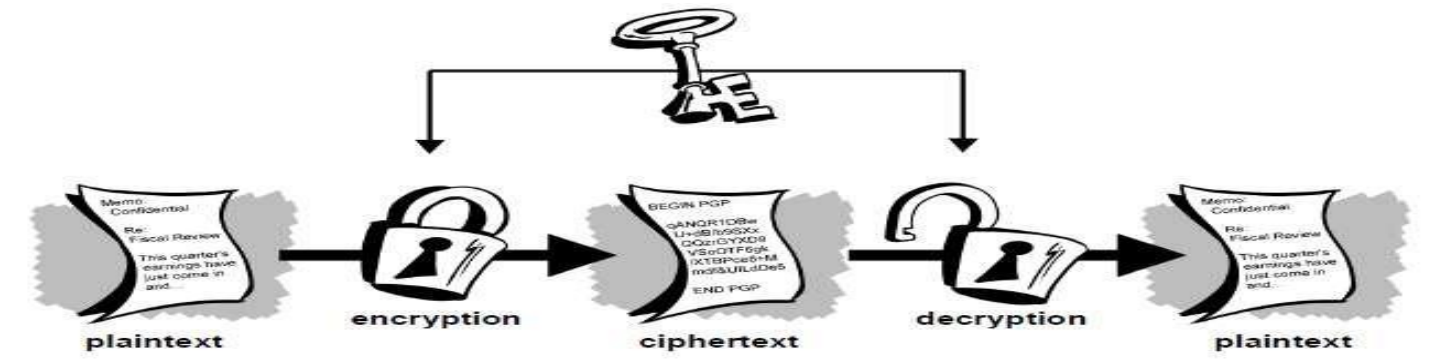 Memo:
Confidential
Re:
Fiscal Review
This quarter's
earnings have
just come in
and...
plaintext
encryption
BEGIN PGP
END PGP
ciphertext
decryption
Memo:
Confidential
Re:
Fiscal Review
This quarter's
earnings have
just come in
and...
plaintext